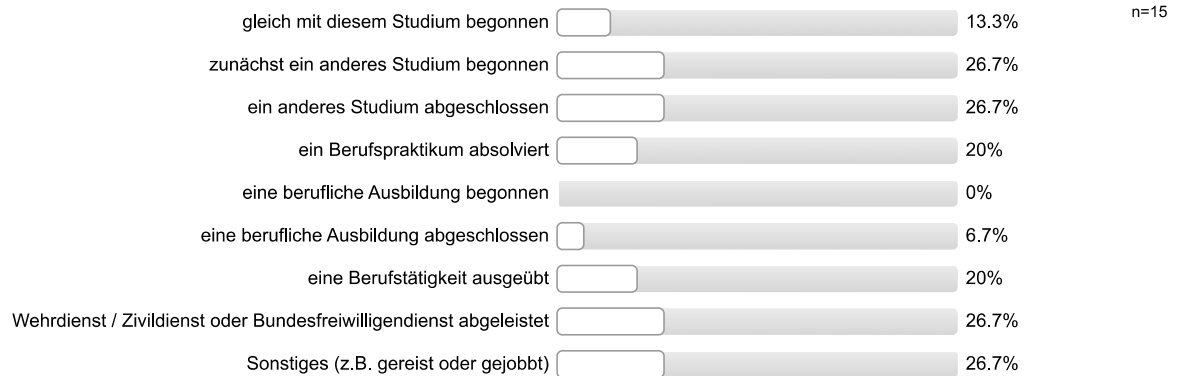 gleich mit diesem Studium begonnen 13.3% n=15
zunächst ein anderes Studium begonnen 26.7%
ein anderes Studium abgeschlossen 26.7%
ein Berufspraktikum absolviert 20%
eine berufliche Ausbildung begonnen 0%
eine berufliche Ausbildung abgeschlossen 6.7%
eine Berufstätigkeit ausgeübt 20%
Wehrdienst / Zivildienst oder Bundesfreiwilligendienst abgeleistet 26.7%
Sonstiges (z.B. gereist oder gejobbt) 26.7%